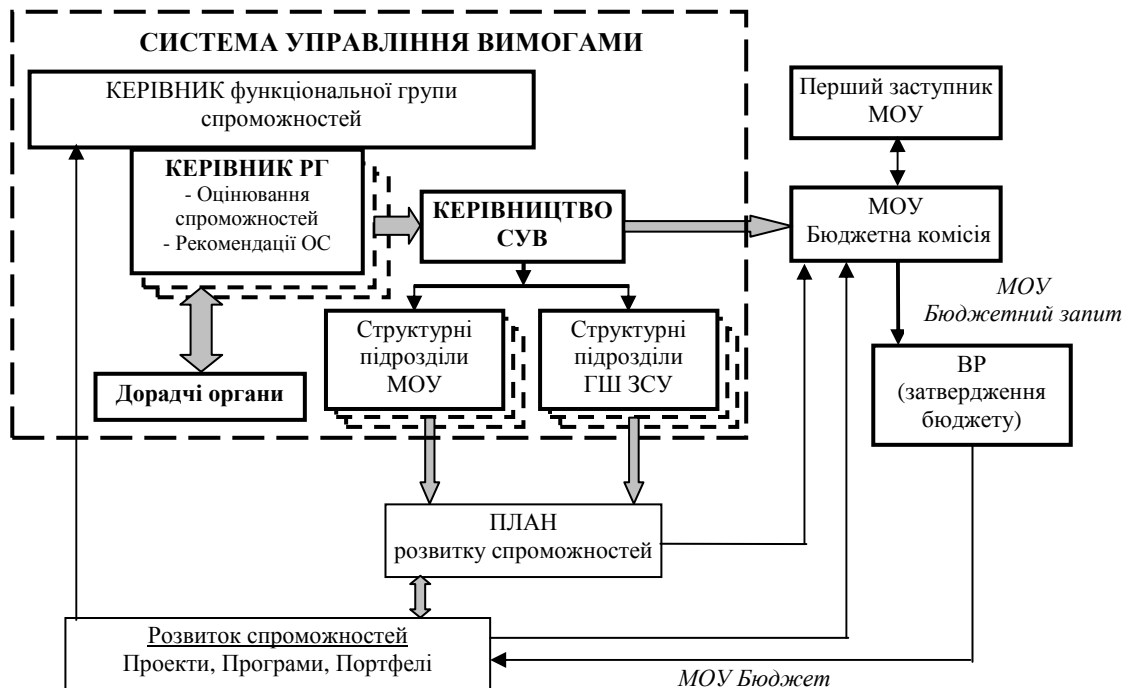 СИСТЕМА УПРАВЛІННЯ ВИМОГАМИ
КЕРІВНИК функціональної групи
спроможностей
КЕРІВНИК РГ
- Оцінювання
спроможностей
- Рекомендації ОС
КЕРІВНИЦТВО
СУВ
Структурні
підрозділи
МОУ
Структурні
підрозділи
ГШ ЗСУ
Дорадчі органи
Перший заступник
МОУ
МОУ
Бюджетна комісія
МОУ
Бюджетний запит
ВР
(затвердження
бюджету)
ПЛАН
розвитку спроможностей
Розвиток спроможностей
Проекти, Програми, Портфелі
МОУ Бюджет